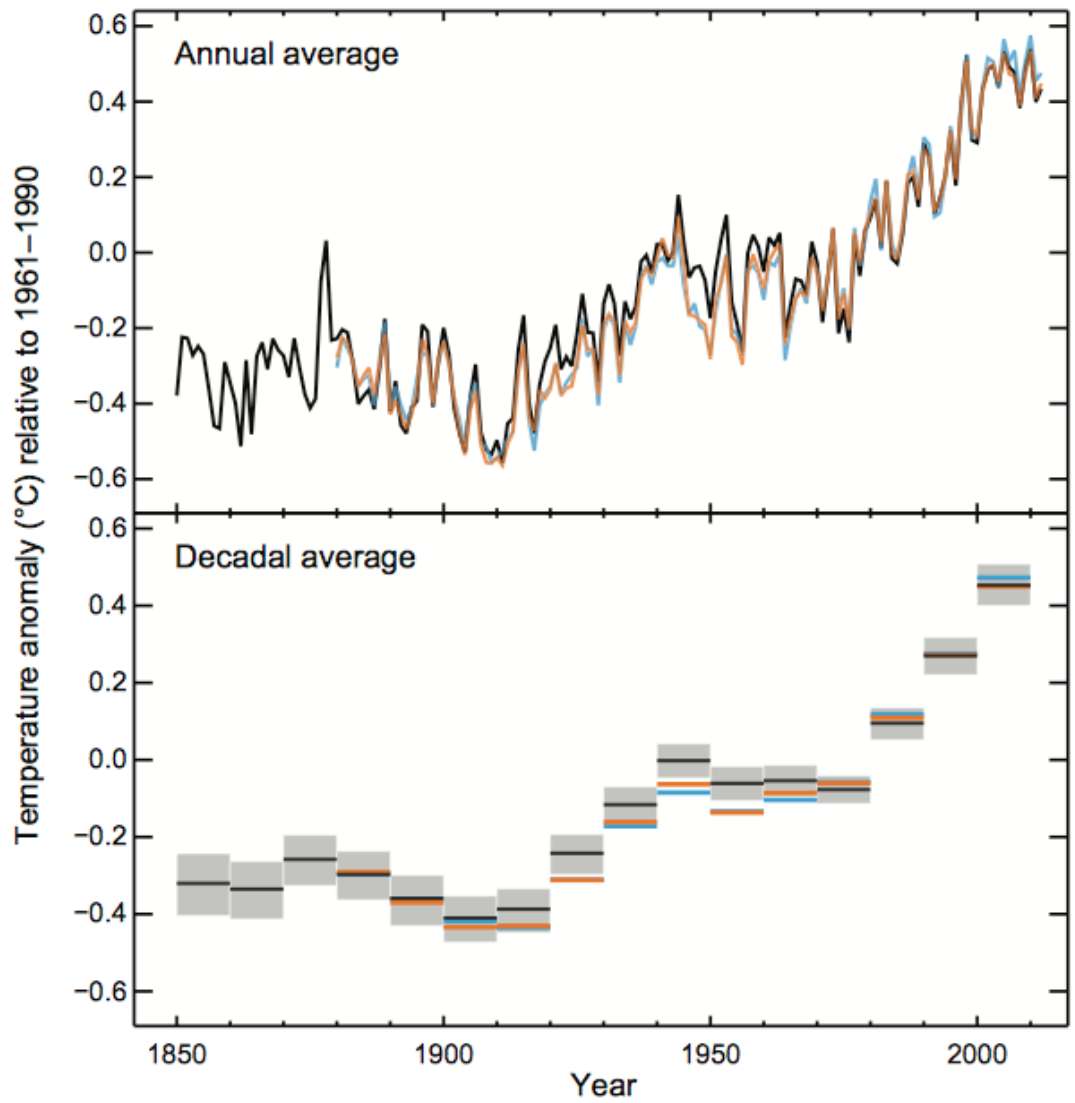 Temperature anomaly (°C) relative to 1961–1990
Annual average
0.6
0.4
0.2
0.0
−0.2
−0.4
−0.6
Decadal average
0.6
0.4
0.2
0.0
−0.2
−0.4
−0.6
1850 1900 1950 2000
Year